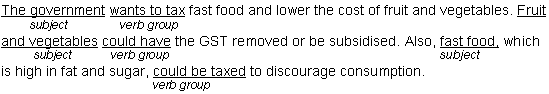 The government wants to tax fast food and lower the cost of fruit and vegetables. Fruit
subject verb group
and vegetables could have the GST removed or be subsidised. Also, fast food, which
subject verb group subject
is high in fat and sugar, could be taxed to discourage consumption.
verb group